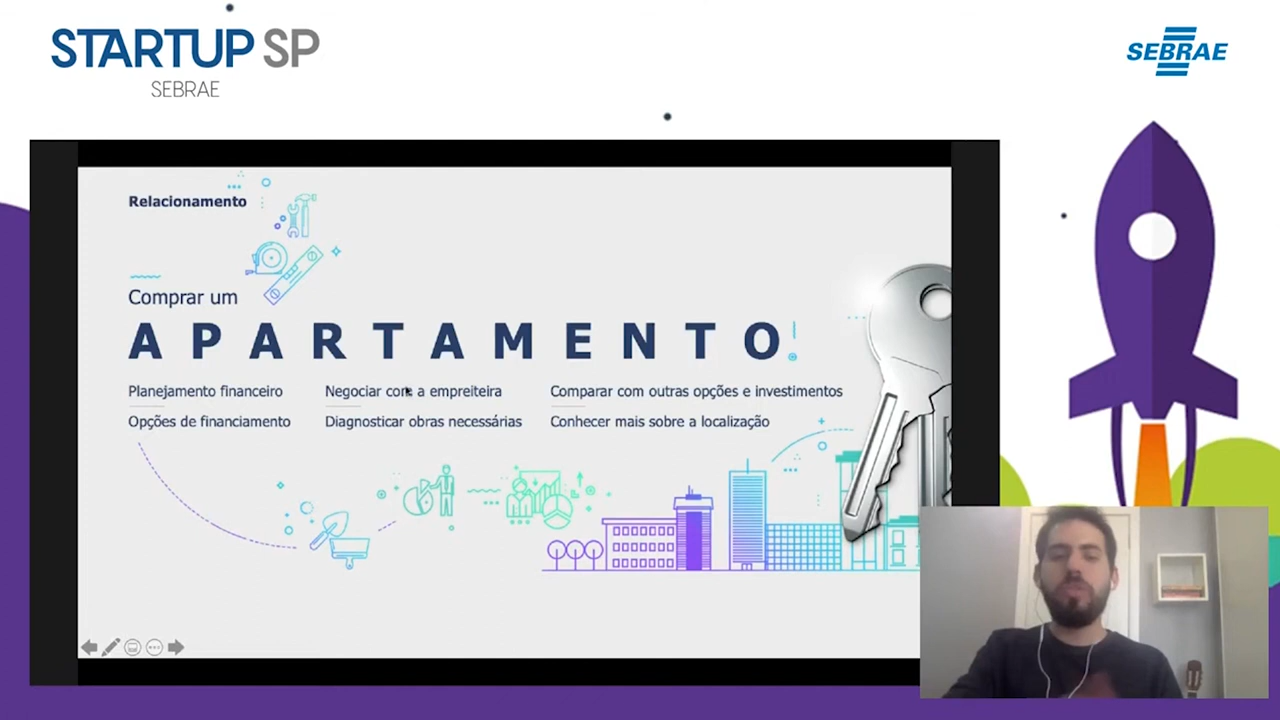 STARTUP SP
SEBRAE
SEBRAE
Relacionamento
Comprar um
APARTAMENTO!
Planejamento financeiro
Negociar com a empreiteira
Comparar com outras opções e investimentos
Opções de financiamento
Diagnosticar obras necessárias
Conhecer mais sobre a localização